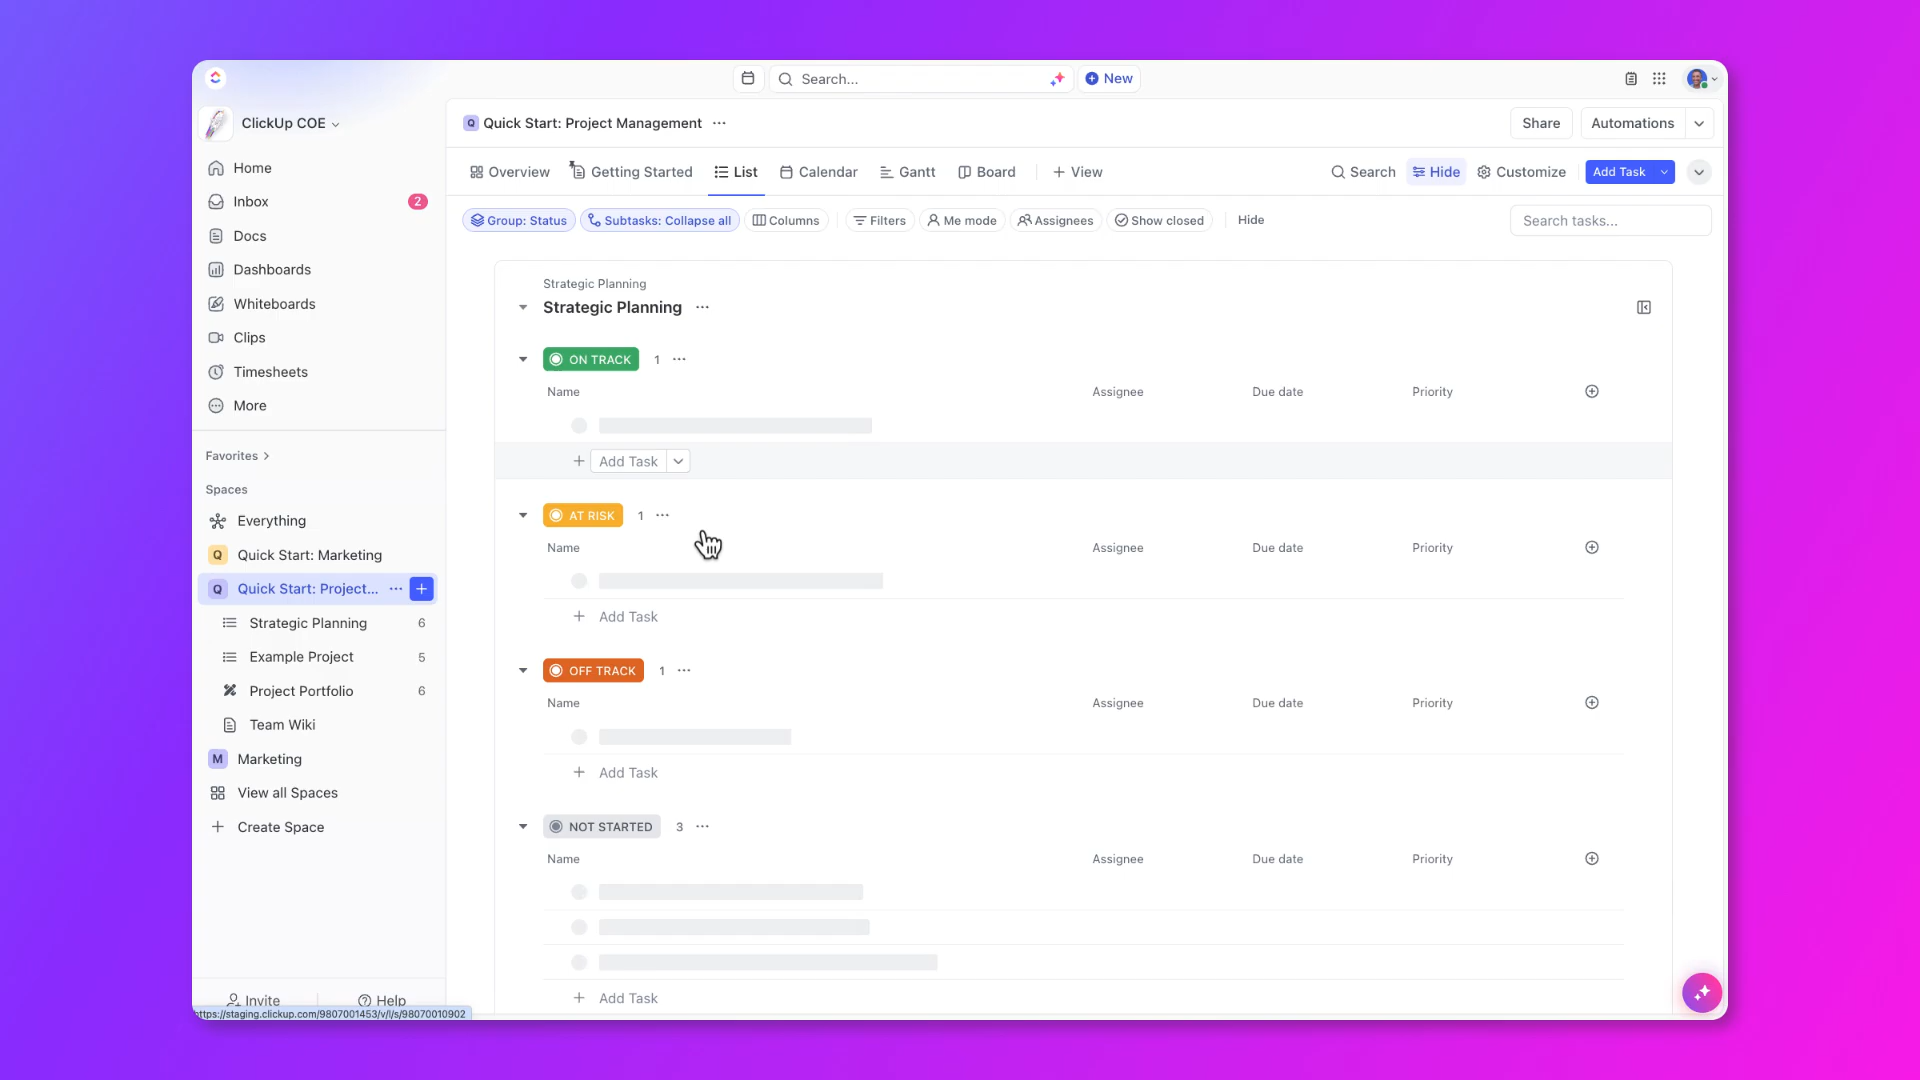 Search...
New
ClickUp COE
Quick Start: Project Management
Share
Automations
Home
Inbox 2
Docs
Dashboards
Whiteboards
Clips
Timesheets
More
Favorites
Spaces
Everything
Q Quick Start: Marketing
Q Quick Start: Project...
Strategic Planning 6
Example Project 5
Project Portfolio 6
Team Wiki
M Marketing
View all Spaces
Create Space
Invite
Help
https://staging.clickup.com/9807001453/v/l/s/98070010902
Q
Overview
Getting Started
List
Calendar
Gantt
Board
View
Search
Hide
Customize
Add Task
Group: Status
Subtasks: Collapse all
Columns
Filters
Me mode
Assignees
Show closed
Hide
Search tasks...
Strategic Planning
Strategic Planning
ON TRACK 1
Name Assignee Due date Priority
Add Task
AT RISK 1
Name Assignee Due date Priority
Add Task
OFF TRACK 1
Name Assignee Due date Priority
Add Task
NOT STARTED 3
Name Assignee Due date Priority
Add Task